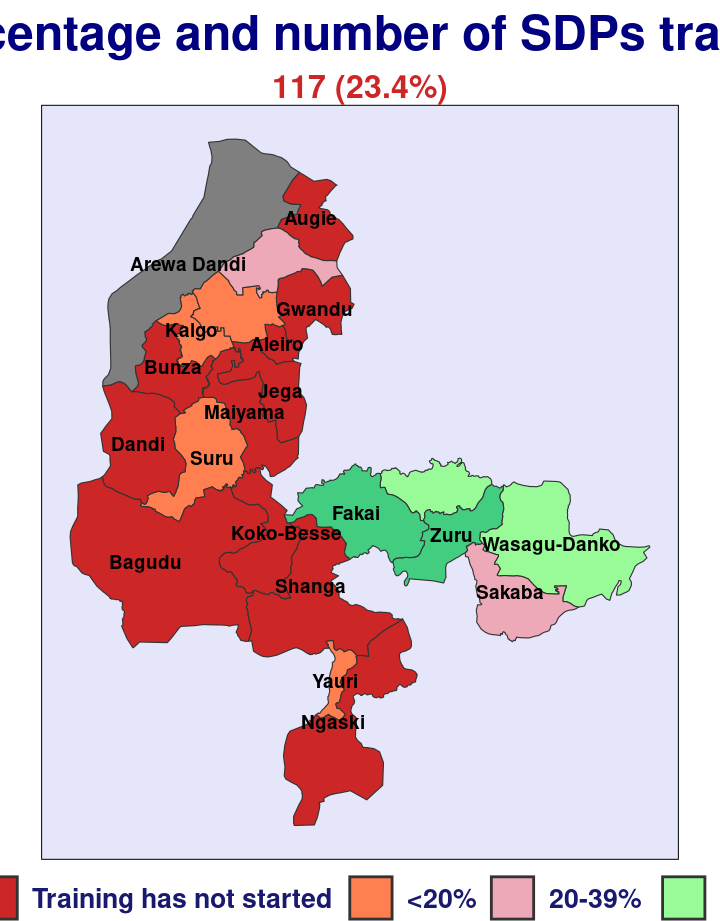 centage and number of SDPs tra
117 (23.4%)
Augie
Arewa Dandi
Gwandu
Kalgo
Aleiro
Bunza
Jega
Maiyama
Dandi
Suru
Fakai
Koko-Besse
Zuru
Wasagu-Danko
Bagudu
Shanga
Sakaba
Yauri
Ngaski
Training has not started <20% 20-39%